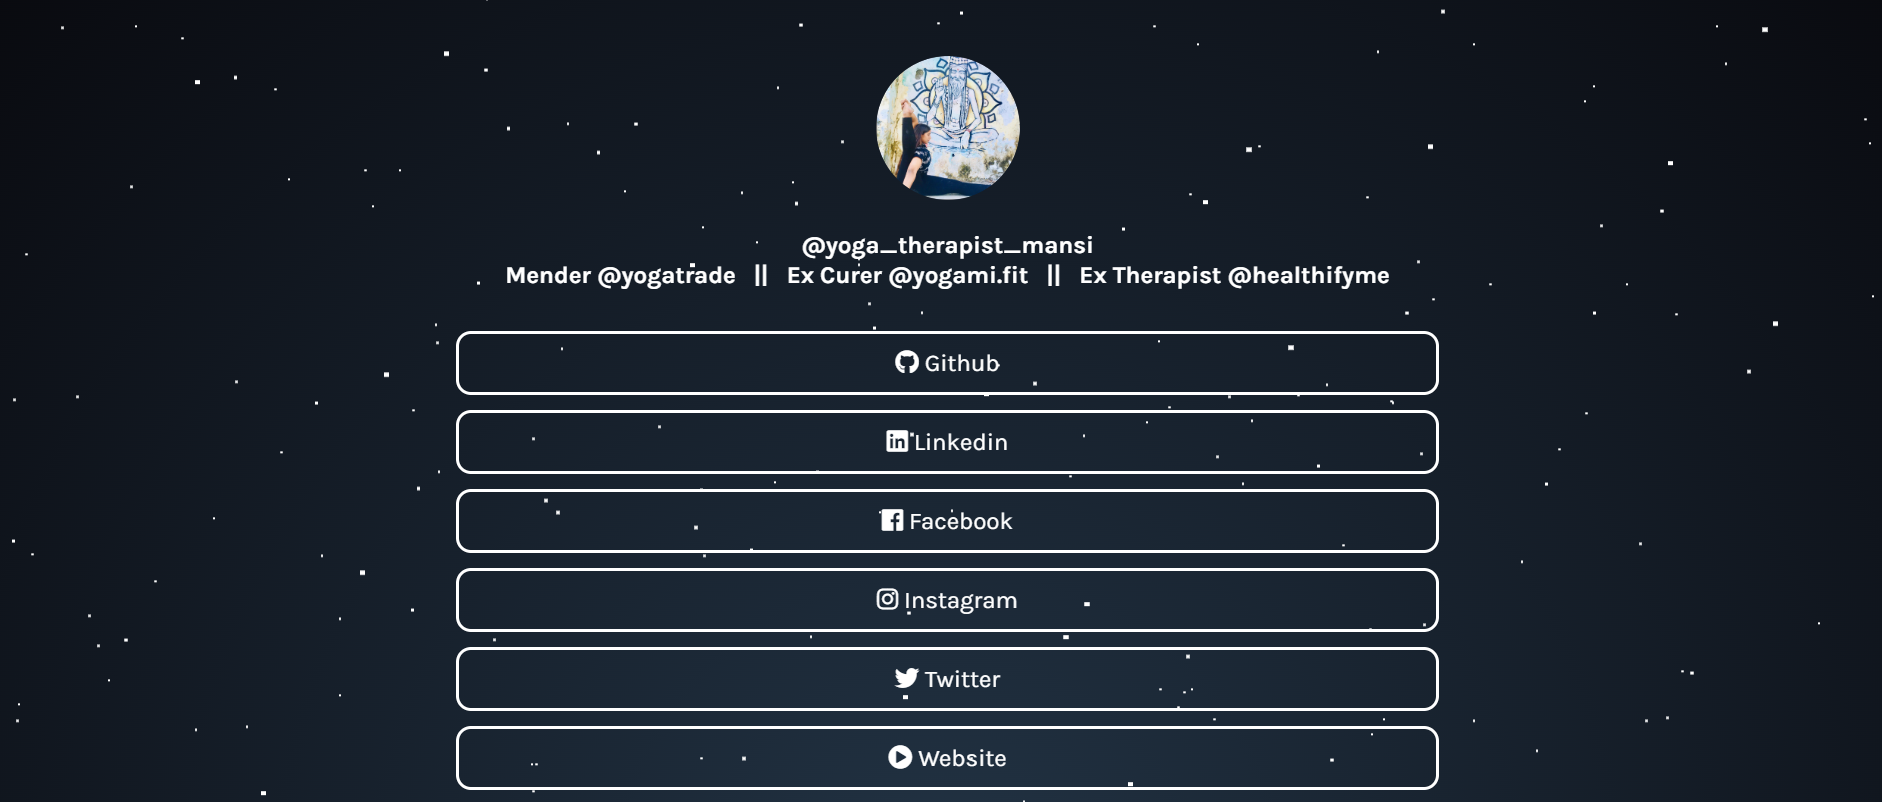 @yoga_therapist_mansi
Mender @yogatrade || Ex Curer @yogami.fit || Ex Therapist @healthifyme
Github
Linkedin
Facebook
Instagram
Twitter
Website